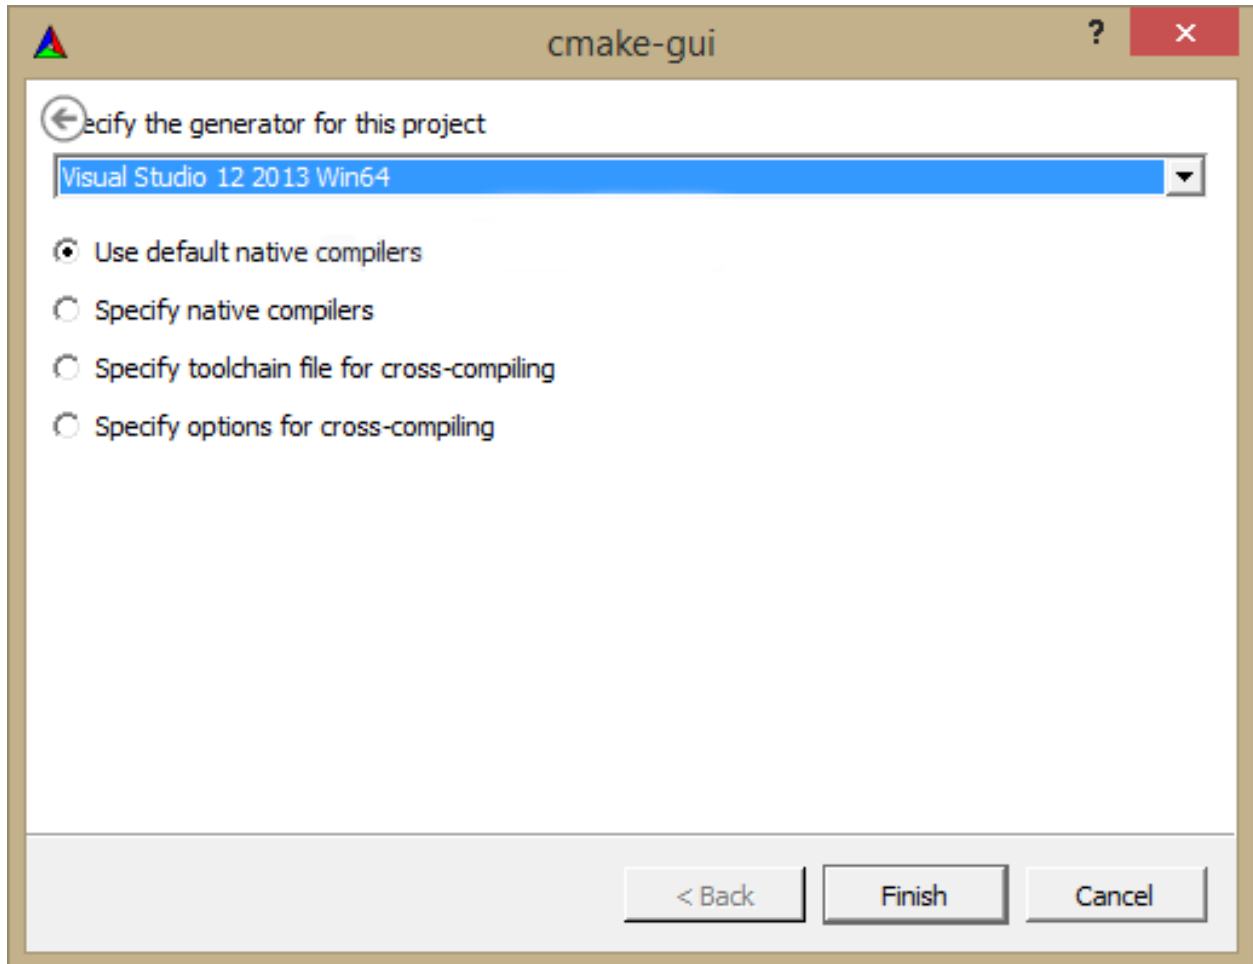 cmake-gui
?
ecify the generator for this project
Visual Studio 12 2013 Win64
Use default native compilers
Specify native compilers
Specify toolchain file for cross-compiling
Specify options for cross-compiling
< Back Finish Cancel